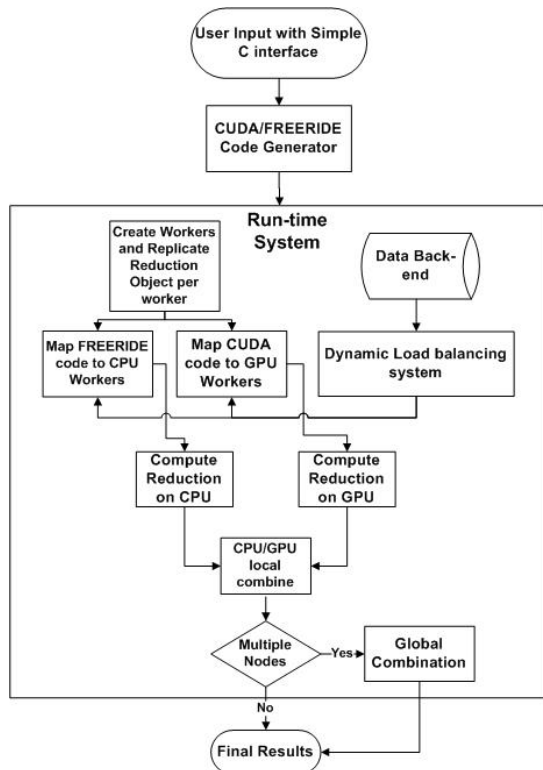 User Input with Simple
C interface
CUDA/FREERIDE
Code Generator
Run-time
System
Create Workers
and Replicate
Reduction
Object per
worker
Data Back-
end
Map FREERIDE
code to CPU
Workers
Map CUDA
code to GPU
Workers
Dynamic Load balancing
system
Compute
Reduction
on CPU
Compute
Reduction
on GPU
CPU/GPU
local
combine
Multiple
Nodes
Yes
Global
Combination
No
Final Results